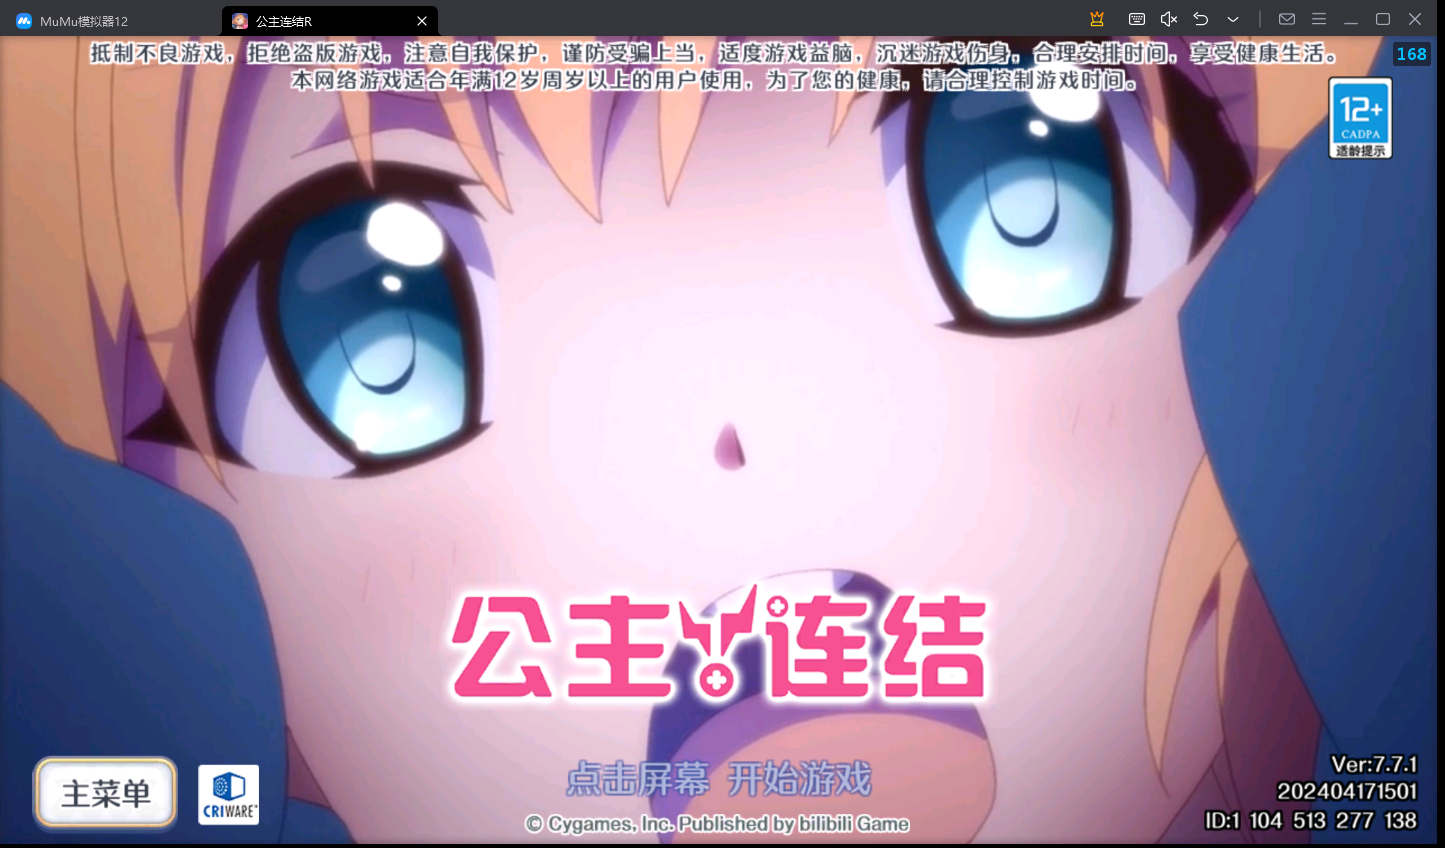 MuMu模拟器12
公主连结R
抵制不良游戏，拒绝盗版游戏，注意自我保护，谨防受骗上当，适度游戏益脑，沉迷游戏伤身，合理安排时间，享受健康生活。
本网络游戏适合年满12岁周岁以上的用户使用，为了您的健康，请合理控制游戏时间。
168
12+
CADPA
适龄提示
公主连结
点击屏幕 开始游戏
主菜单
CRIWARE
© Cygames, Inc. Published by bilibili Game
Ver:7.7.1
202404171501
ID:1 104 513 277 138